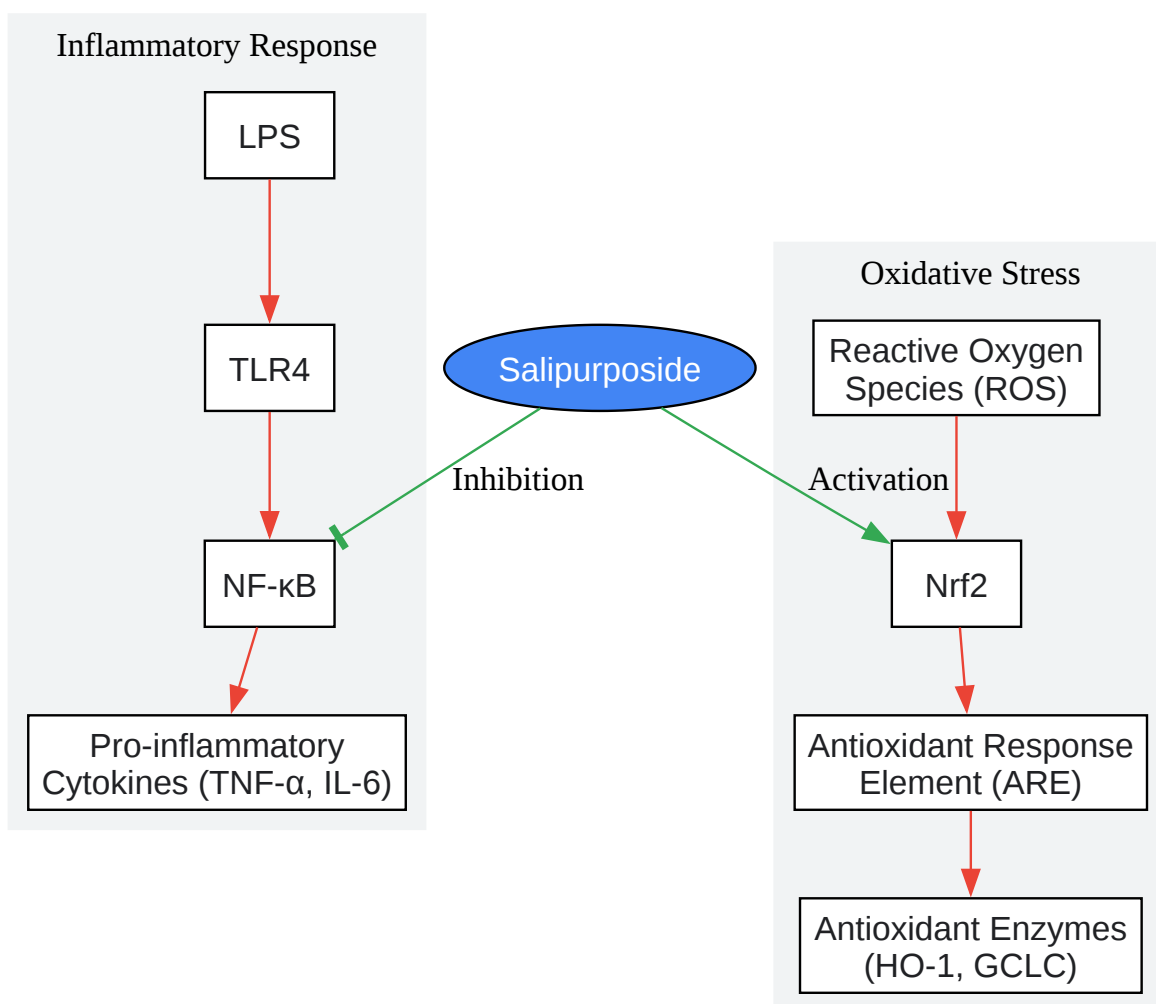 Inflammatory Response
LPS
TLR4
NF-κB
Pro-inflammatory
Cytokines (TNF-α, IL-6)
Salipurposide
Inhibition
Activation
Oxidative Stress
Reactive Oxygen
Species (ROS)
Nrf2
Antioxidant Response
Element (ARE)
Antioxidant Enzymes
(HO-1, GCLC)